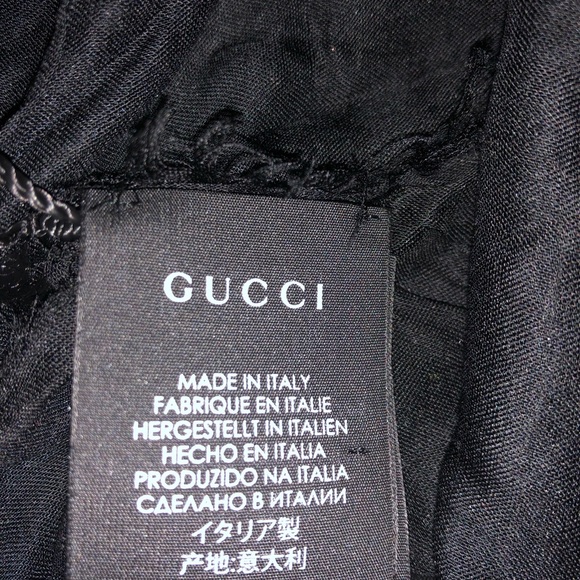 GUCCI
MADE IN ITALY
FABRIQUE EN ITALIE
HERGESTELLT IN ITALIEN
HECHO EN ITALIA
PRODUZIDO NA ITALIA
СДЕЛАНО В ИТАЛИИ
イタリア製
产地:意大利